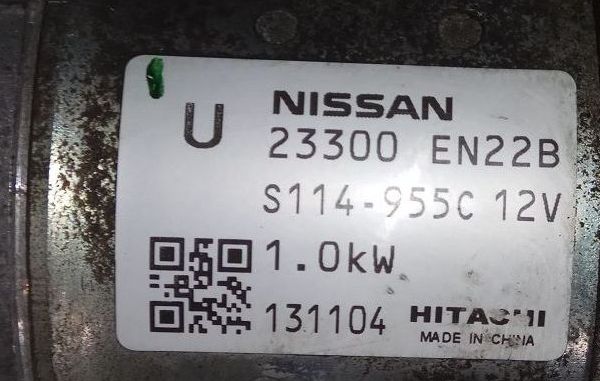 NISSAN
U 23300 EN22B
S114-955C 12V
1.0kW
131104 HITACHI
MADE IN CHINA